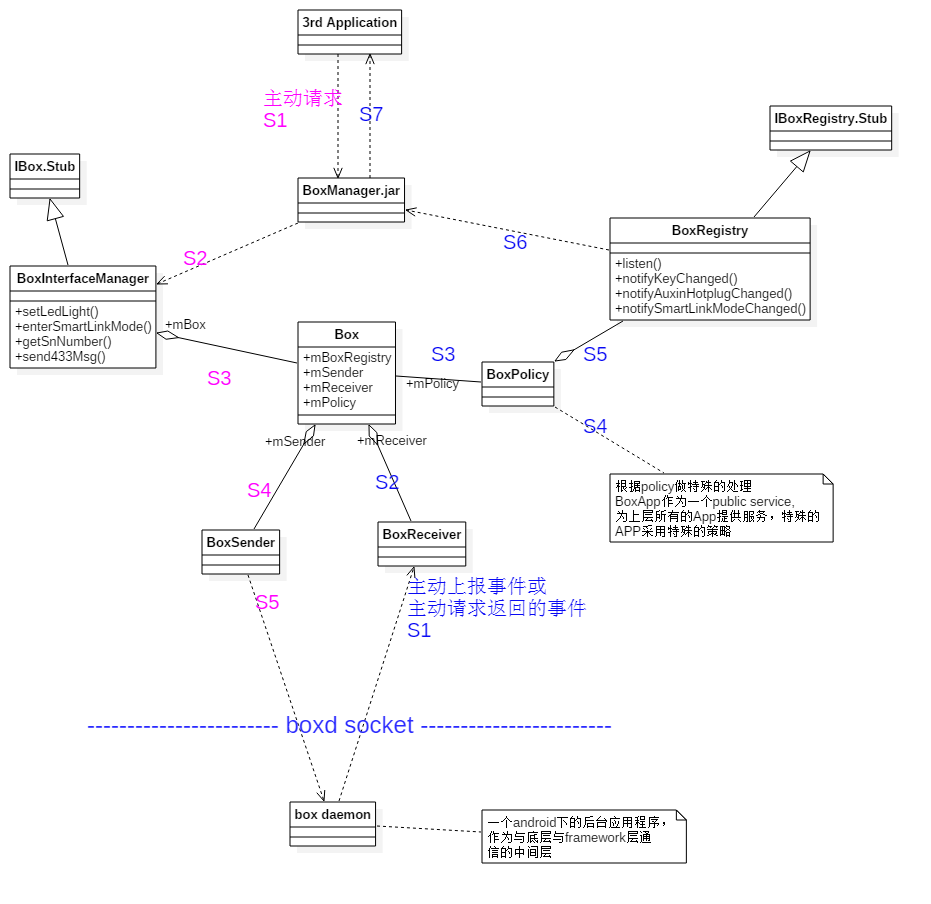 3rd Application
主动请求
S1
S7
IBoxRegistry.Stub
IBox.Stub
BoxManager.jar
BoxRegistry
+listen()
+notifyKeyChanged()
+notifyAuxinHotplugChanged()
+notifySmartLinkModeChanged()
S6
S2
BoxInterfaceManager
+setLedLight()
+enterSmartLinkMode()
+getSnNumber()
+send433Msg()
+mBox
S3
Box
+mBoxRegistry
+mSender
+mReceiver
+mPolicy
S3
+mPolicy
BoxPolicy
S5
S4
+mSender
+mReceiver
S4
S2
根据policy做特殊的处理
BoxApp作为一个public service,
为上层所有的App提供服务，特殊的
APP采用特殊的策略
BoxSender
BoxReceiver
S5
主动上报事件或
主动请求返回的事件
S1
------------------------- boxd socket -------------------------
box daemon
一个android下的后台应用程序，
作为与底层与framework层通
信的中间层